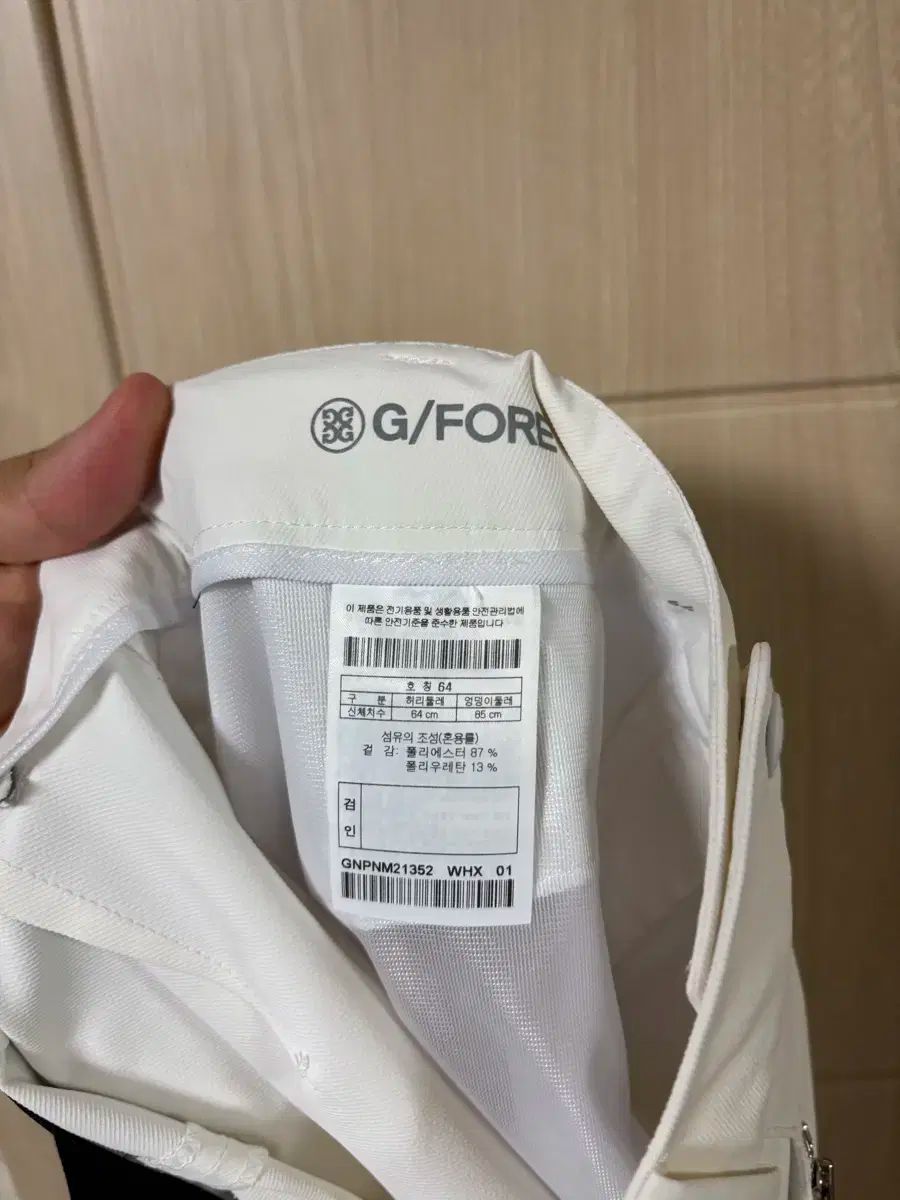 G/FORE
이 제품은 전기용품 및 생활용품 안전관리법에
따른 안전기준을 준수한 제품입니다
호 칭 64
구 분 허리둘레 엉덩이둘레
신체치수 64 cm 85 cm
섬유의 조성(혼용률)
겉 감: 폴리에스터 87 %
폴리우레탄 13 %
검
인
GNPNM21352 WHX 01